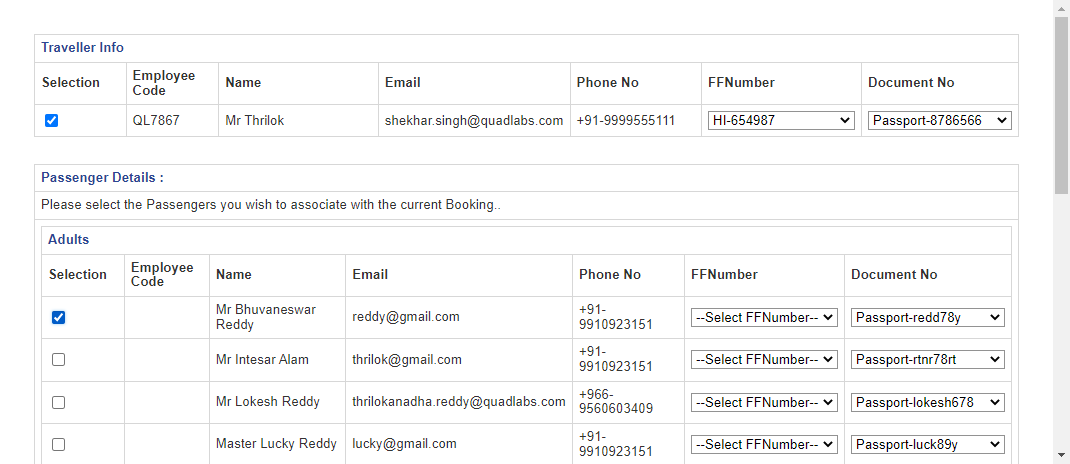 Traveller Info
Selection Employee Code Name Email Phone No FFNumber Document No
QL7867 Mr Thrilok shekhar.singh@quadlabs.com +91-9999555111 HI-654987 Passport-8786566
Passenger Details :
Please select the Passengers you wish to associate with the current Booking..
Adults
Selection Employee Code Name Email Phone No FFNumber Document No
Mr Bhuvaneswar Reddy reddy@gmail.com +91-9910923151 --Select FFNumber-- Passport-redd78y
Mr Intesar Alam thrilok@gmail.com +91-9910923151 --Select FFNumber-- Passport-rtnr78rt
Mr Lokesh Reddy thrilokanadha.reddy@quadlabs.com +966-9560603409 --Select FFNumber-- Passport-lokesh678
Master Lucky Reddy lucky@gmail.com +91-9910923151 --Select FFNumber-- Passport-luck89y